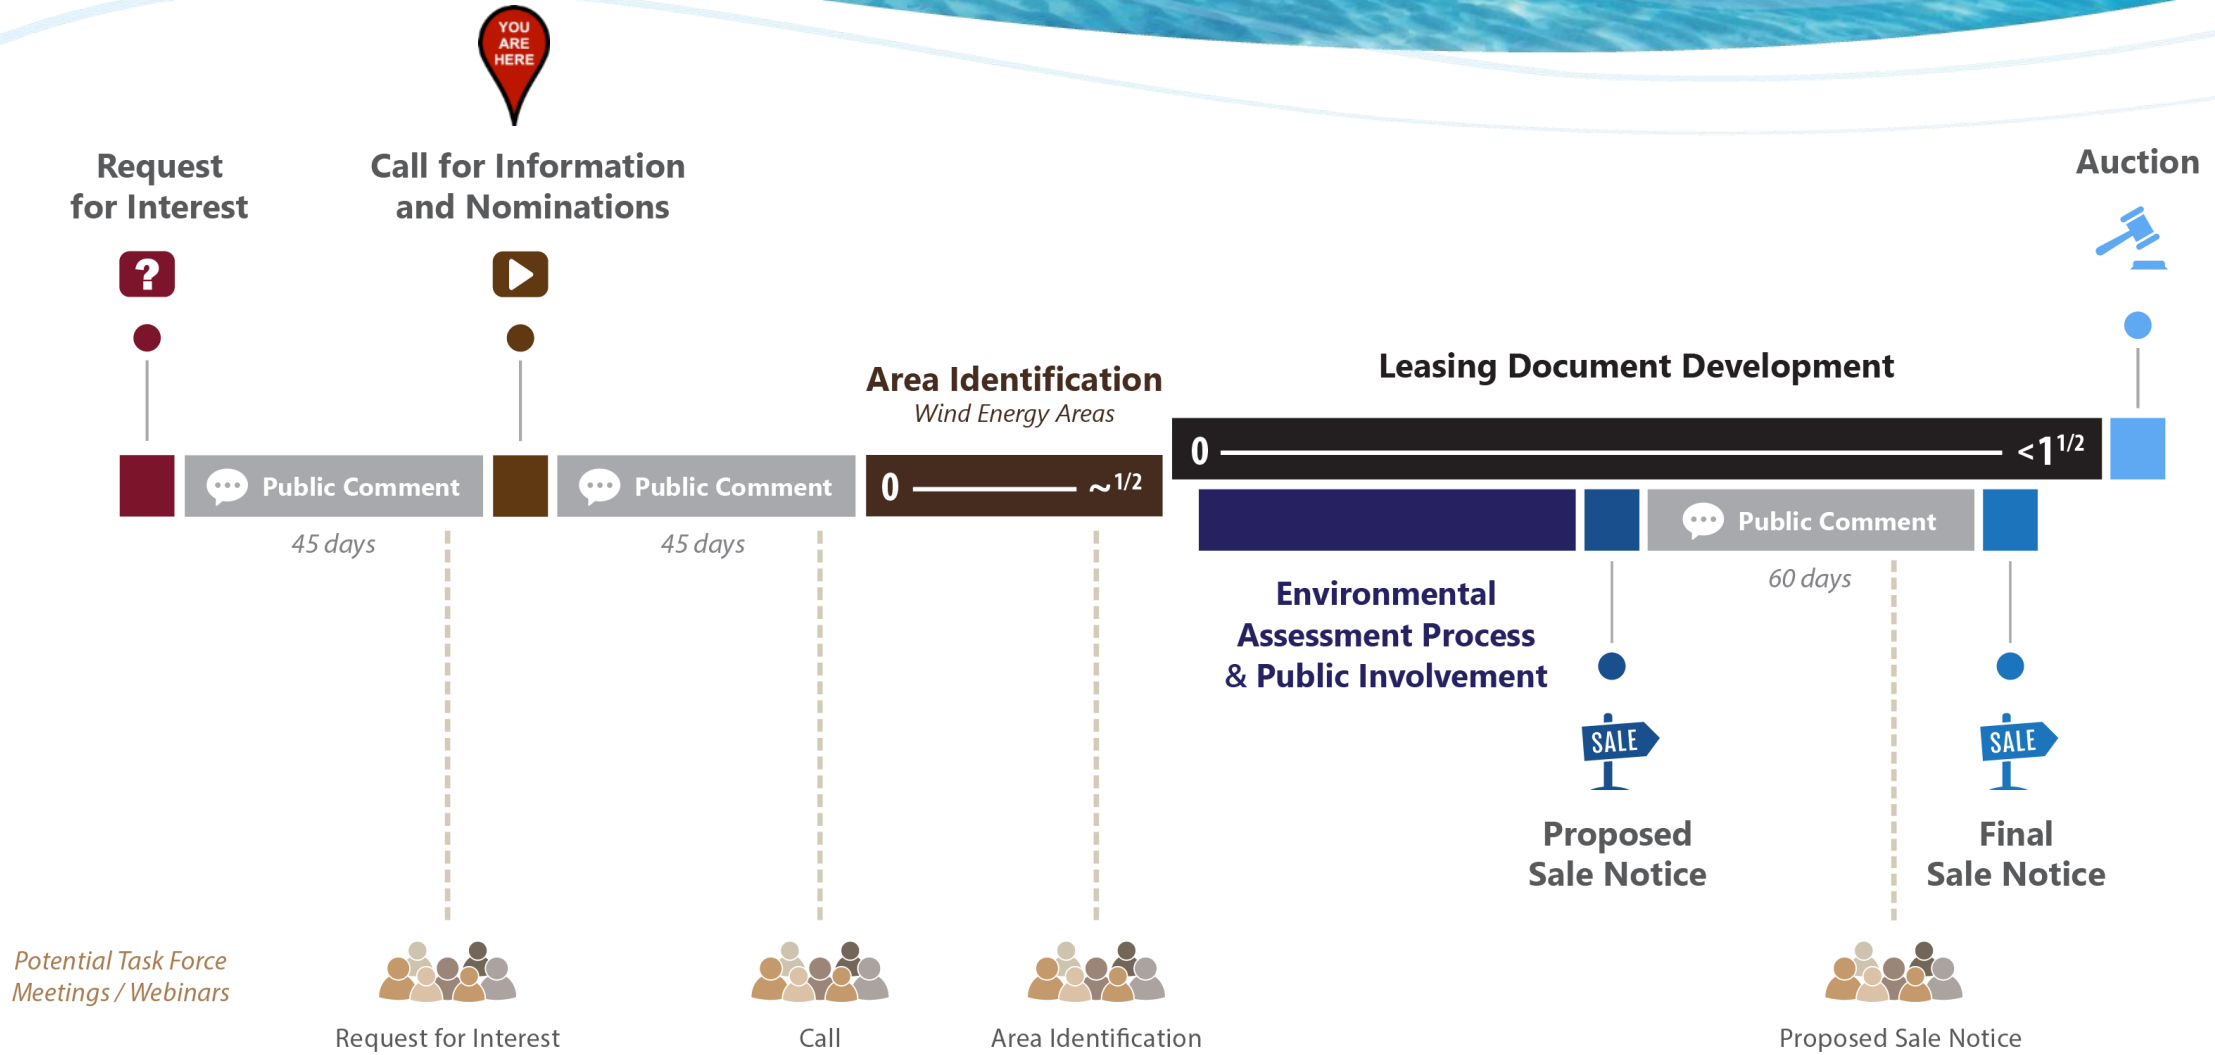 YOU
ARE
HERE
Request
for Interest
Call for Information
and Nominations
Auction
?
Area Identification
Wind Energy Areas
Leasing Document Development
0 <1 1/2
Public Comment
Public Comment
0 ~1/2
Public Comment
45 days
45 days
60 days
Environmental
Assessment Process
& Public Involvement
SALE
SALE
Proposed
Sale Notice
Final
Sale Notice
Potential Task Force
Meetings / Webinars
Request for Interest
Call
Area Identification
Proposed Sale Notice